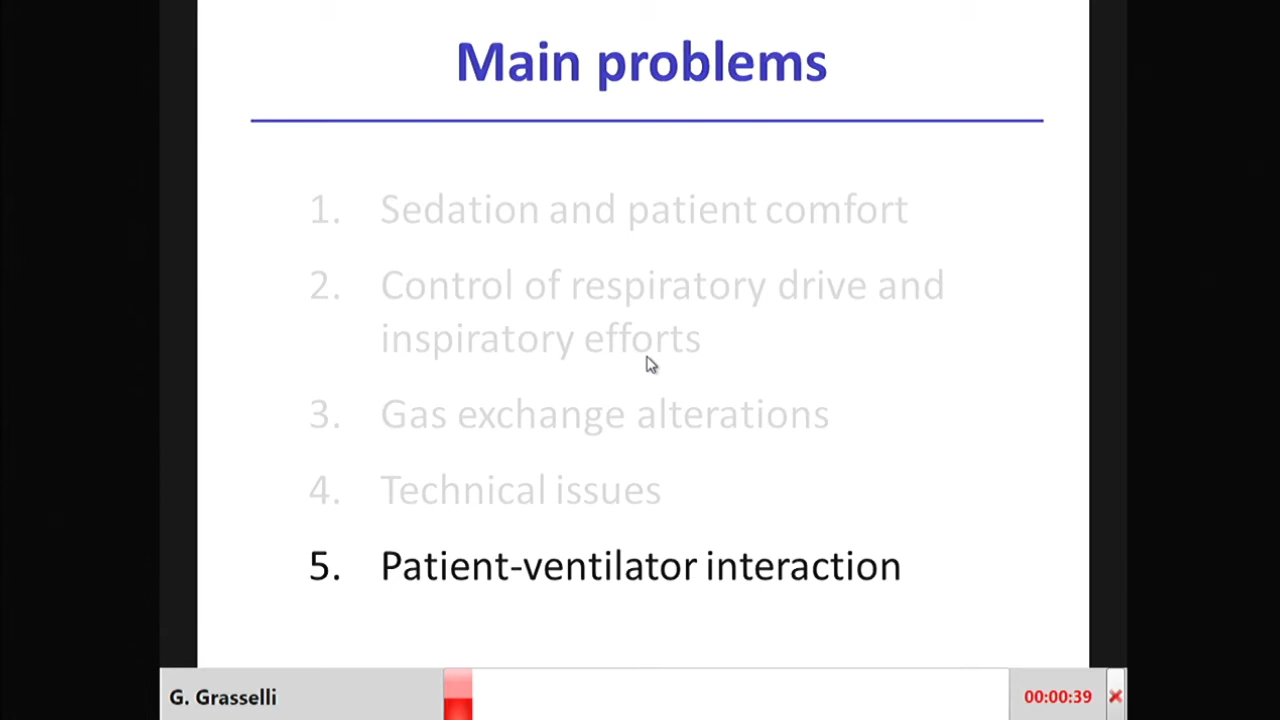 Main problems
1. Sedation and patient comfort
2. Control of respiratory drive and
inspiratory efforts
3. Gas exchange alterations
4. Technical issues
5. Patient-ventilator interaction
G. Grasselli
00:00:39